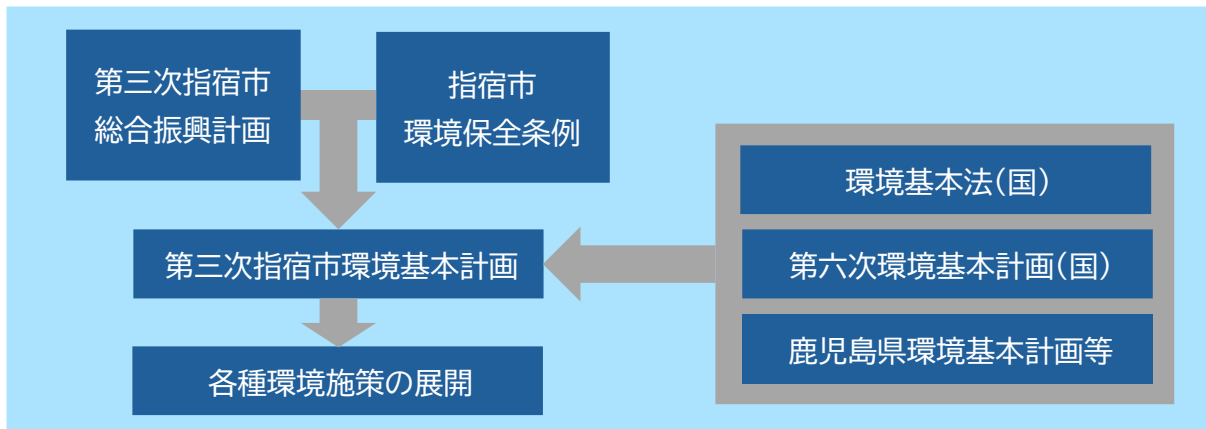 第三次指宿市
総合振興計画
指宿市
環境保全条例
環境基本法(国)
第三次指宿市環境基本計画
第六次環境基本計画(国)
鹿児島県環境基本計画等
各種環境施策の展開